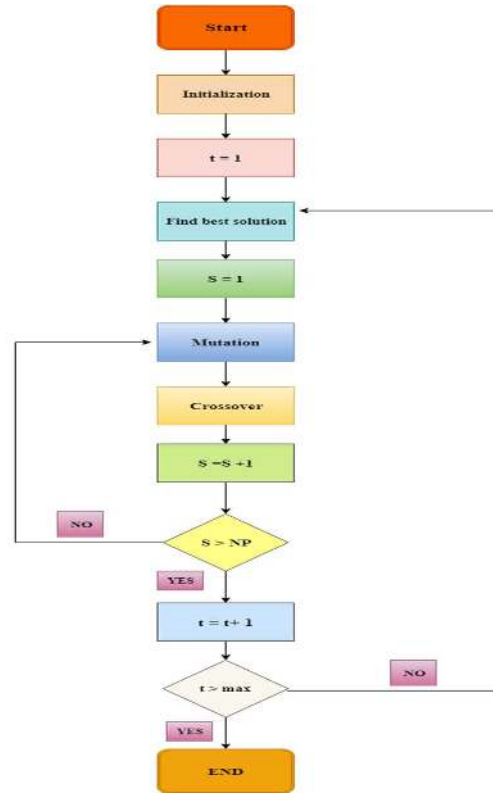 Start
Initialization
t = 1
Find best solution
S = 1
Mutation
Crossover
S =S +1
NO
S > NP
YES
t = t+ 1
NO
t > max
YES
END